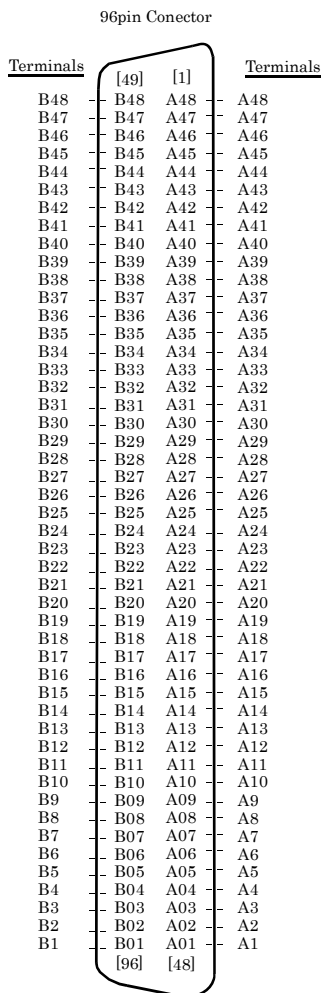 96pin Conector
Terminals [49] [1] Terminals
B48 B48 A48 A48
B47 B47 A47 A47
B46 B46 A46 A46
B45 B45 A45 A45
B44 B44 A44 A44
B43 B43 A43 A43
B42 B42 A42 A42
B41 B41 A41 A41
B40 B40 A40 A40
B39 B39 A39 A39
B38 B38 A38 A38
B37 B37 A37 A37
B36 B36 A36 A36
B35 B35 A35 A35
B34 B34 A34 A34
B33 B33 A33 A33
B32 B32 A32 A32
B31 B31 A31 A31
B30 B30 A30 A30
B29 B29 A29 A29
B28 B28 A28 A28
B27 B27 A27 A27
B26 B26 A26 A26
B25 B25 A25 A25
B24 B24 A24 A24
B23 B23 A23 A23
B22 B22 A22 A22
B21 B21 A21 A21
B20 B20 A20 A20
B19 B19 A19 A19
B18 B18 A18 A18
B17 B17 A17 A17
B16 B16 A16 A16
B15 B15 A15 A15
B14 B14 A14 A14
B13 B13 A13 A13
B12 B12 A12 A12
B11 B11 A11 A11
B10 B10 A10 A10
B9 B09 A09 A9
B8 B08 A08 A8
B7 B07 A07 A7
B6 B06 A06 A6
B5 B05 A05 A5
B4 B04 A04 A4
B3 B03 A03 A3
B2 B02 A02 A2
B1 B01 A01 A1
[96] [48]